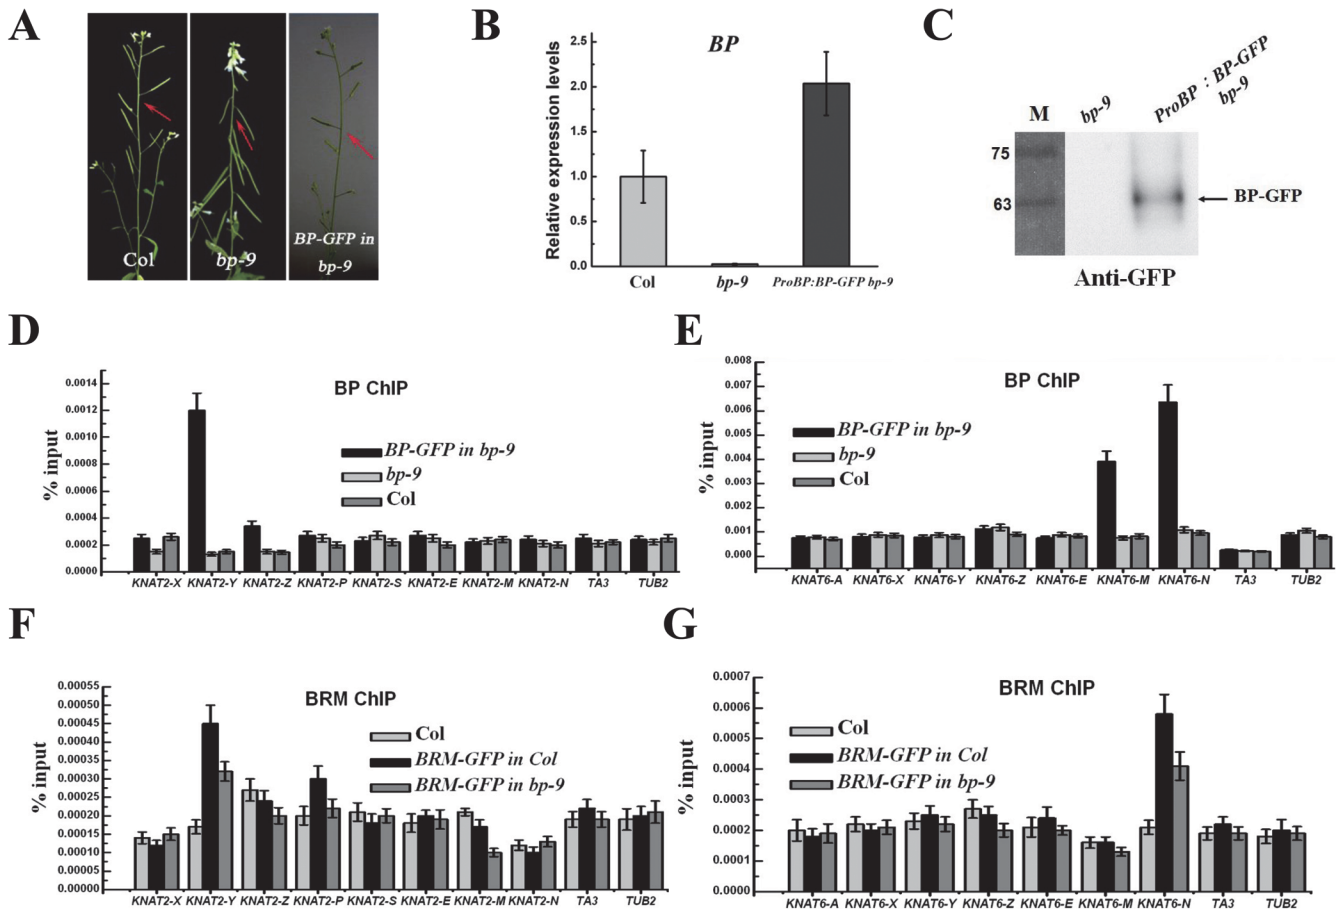 A
Col
bp-9
BP-GFP in
bp-9
B
BP
Relative expression levels
2.5
2.0
1.5
1.0
0.5
0.0
Col
bp-9
ProBP:BP-GFP bp-9
C
M
bp-9
ProBP : BP-GFP
bp-9
75
63
BP-GFP
Anti-GFP
D
BP ChIP
% input
0.0014
0.0012
0.0010
0.0008
0.0006
0.0004
0.0002
0.0000
BP-GFP in bp-9
bp-9
Col
KNAT2-X KNAT2-Y KNAT2-Z KNAT2-P KNAT2-S KNAT2-E KNAT2-M KNAT2-N TA3 TUB2
E
BP ChIP
% input
0.008
0.007
0.006
0.005
0.004
0.003
0.002
0.001
0.000
BP-GFP in bp-9
bp-9
Col
KNAT6-A KNAT6-X KNAT6-Y KNAT6-Z KNAT6-E KNAT6-M KNAT6-N TA3 TUB2
F
BRM ChIP
% input
0.00055
0.00050
0.00045
0.00040
0.00035
0.00030
0.00025
0.00020
0.00015
0.00010
0.00005
0.00000
Col
BRM-GFP in Col
BRM-GFP in bp-9
KNAT2-X KNAT2-Y KNAT2-Z KNAT2-P KNAT2-S KNAT2-E KNAT2-M KNAT2-N TA3 TUB2
G
BRM ChIP
% input
0.0007
0.0006
0.0005
0.0004
0.0003
0.0002
0.0001
0.0000
Col
BRM-GFP in Col
BRM-GFP in bp-9
KNAT6-A KNAT6-X KNAT6-Y KNAT6-Z KNAT6-E KNAT6-M KNAT6-N TA3 TUB2